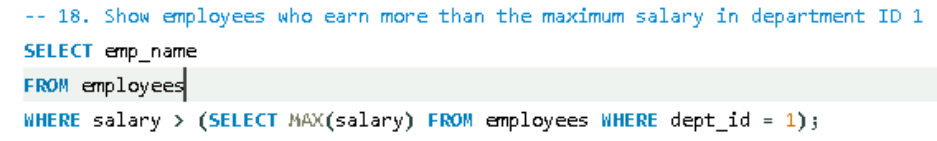 -- 18. Show employees who earn more than the maximum salary in department ID 1
SELECT emp_name
FROM employees
WHERE salary > (SELECT MAX(salary) FROM employees WHERE dept_id = 1);